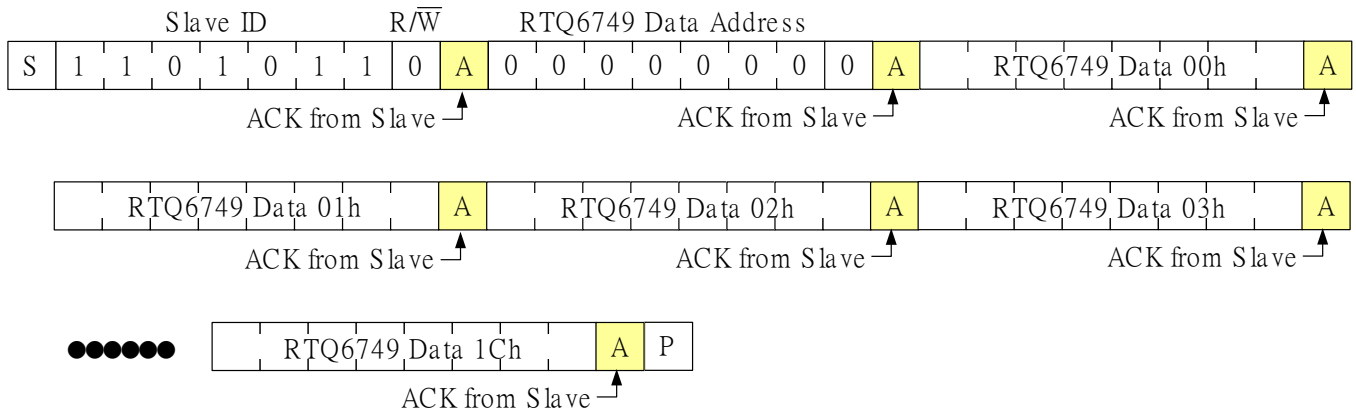 Slave ID R/W̅ RTQ6749 Data Address
S 1 1 0 1 0 1 1 0 A 0 0 0 0 0 0 0 0 A RTQ6749 Data 00h A
ACK from Slave ACK from Slave ACK from Slave
RTQ6749 Data 01h A RTQ6749 Data 02h A RTQ6749 Data 03h A
ACK from Slave ACK from Slave ACK from Slave
RTQ6749 Data 1Ch A P
ACK from Slave